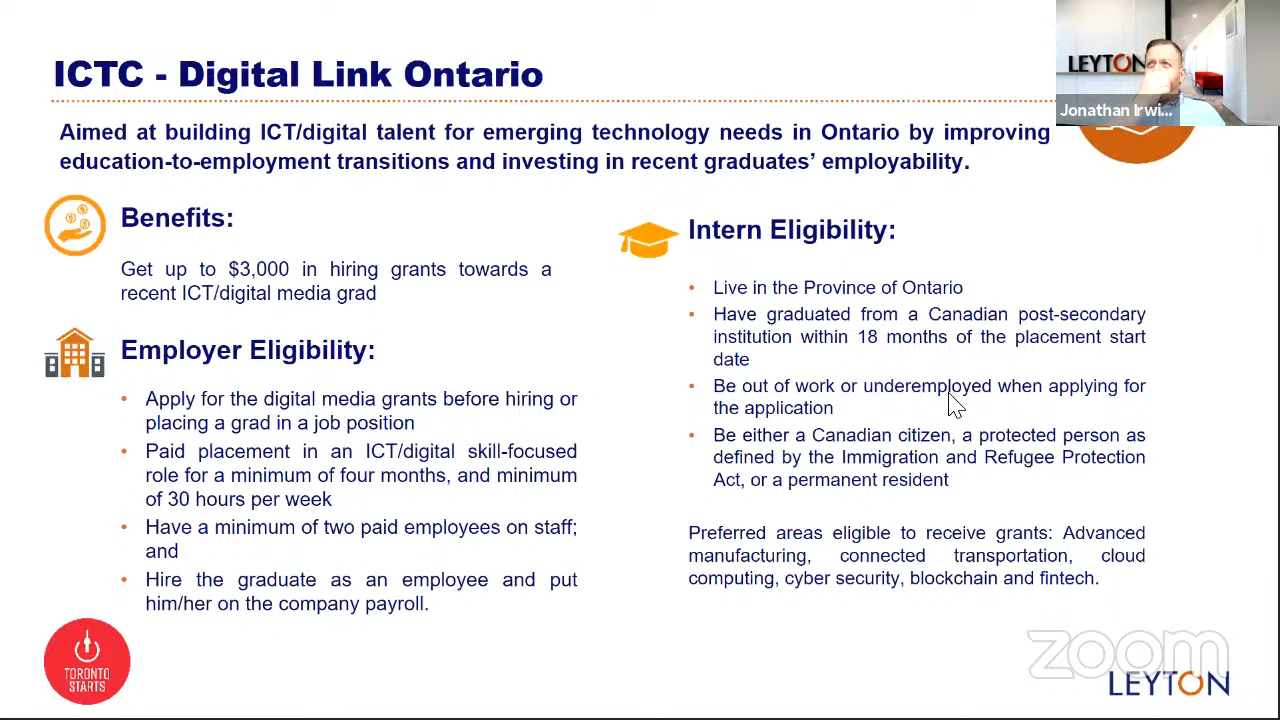 ICTC - Digital Link Ontario
LEYTON
Jonathan Irwi...
Aimed at building ICT/digital talent for emerging technology needs in Ontario by improving
education-to-employment transitions and investing in recent graduates' employability.
Benefits:
Get up to $3,000 in hiring grants towards a
recent ICT/digital media grad
Employer Eligibility:
• Apply for the digital media grants before hiring or
placing a grad in a job position
• Paid placement in an ICT/digital skill-focused
role for a minimum of four months, and minimum
of 30 hours per week
• Have a minimum of two paid employees on staff;
and
• Hire the graduate as an employee and put
him/her on the company payroll.
Intern Eligibility:
• Live in the Province of Ontario
• Have graduated from a Canadian post-secondary
institution within 18 months of the placement start
date
• Be out of work or underemployed when applying for
the application
• Be either a Canadian citizen, a protected person as
defined by the Immigration and Refugee Protection
Act, or a permanent resident
Preferred areas eligible to receive grants: Advanced
manufacturing, connected transportation, cloud
computing, cyber security, blockchain and fintech.
TORONTO
STARTS
zoom
LEYTON